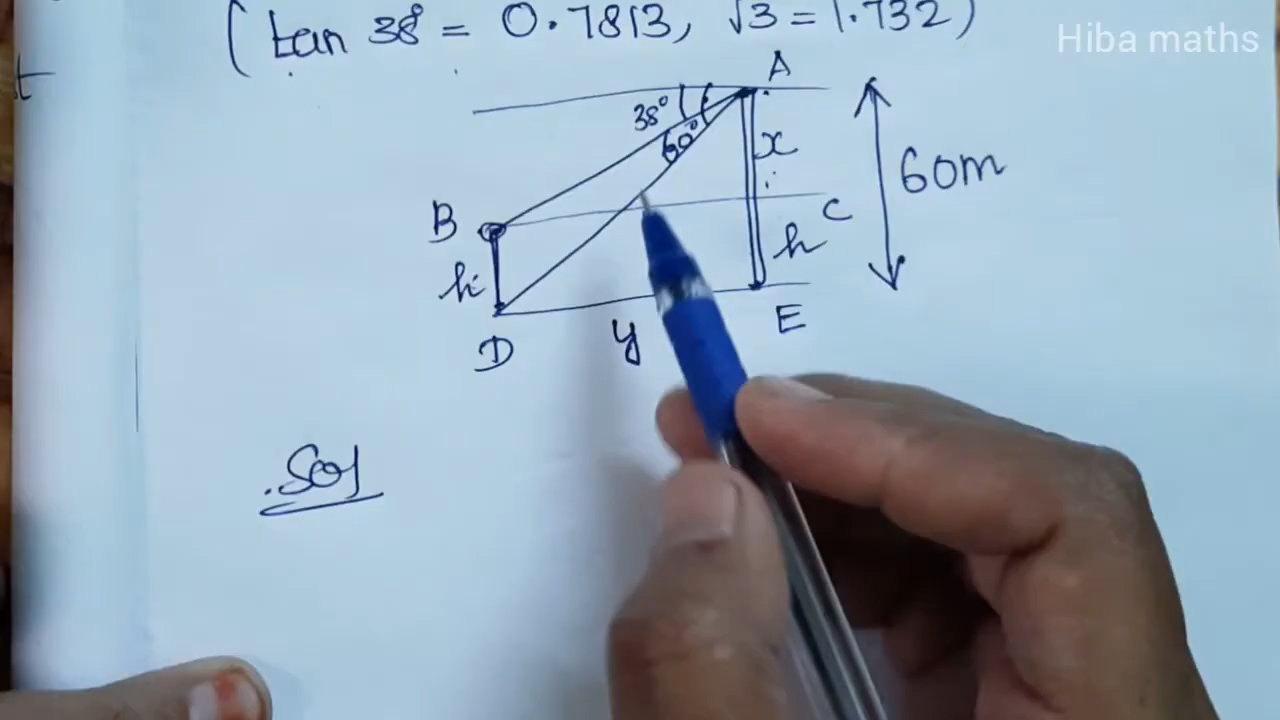 (tan 38° = 0.7813, √3 = 1.732)
Hiba maths
t
A
38°
60°
x
60m
B
C
h
h
E
y
D
Sol